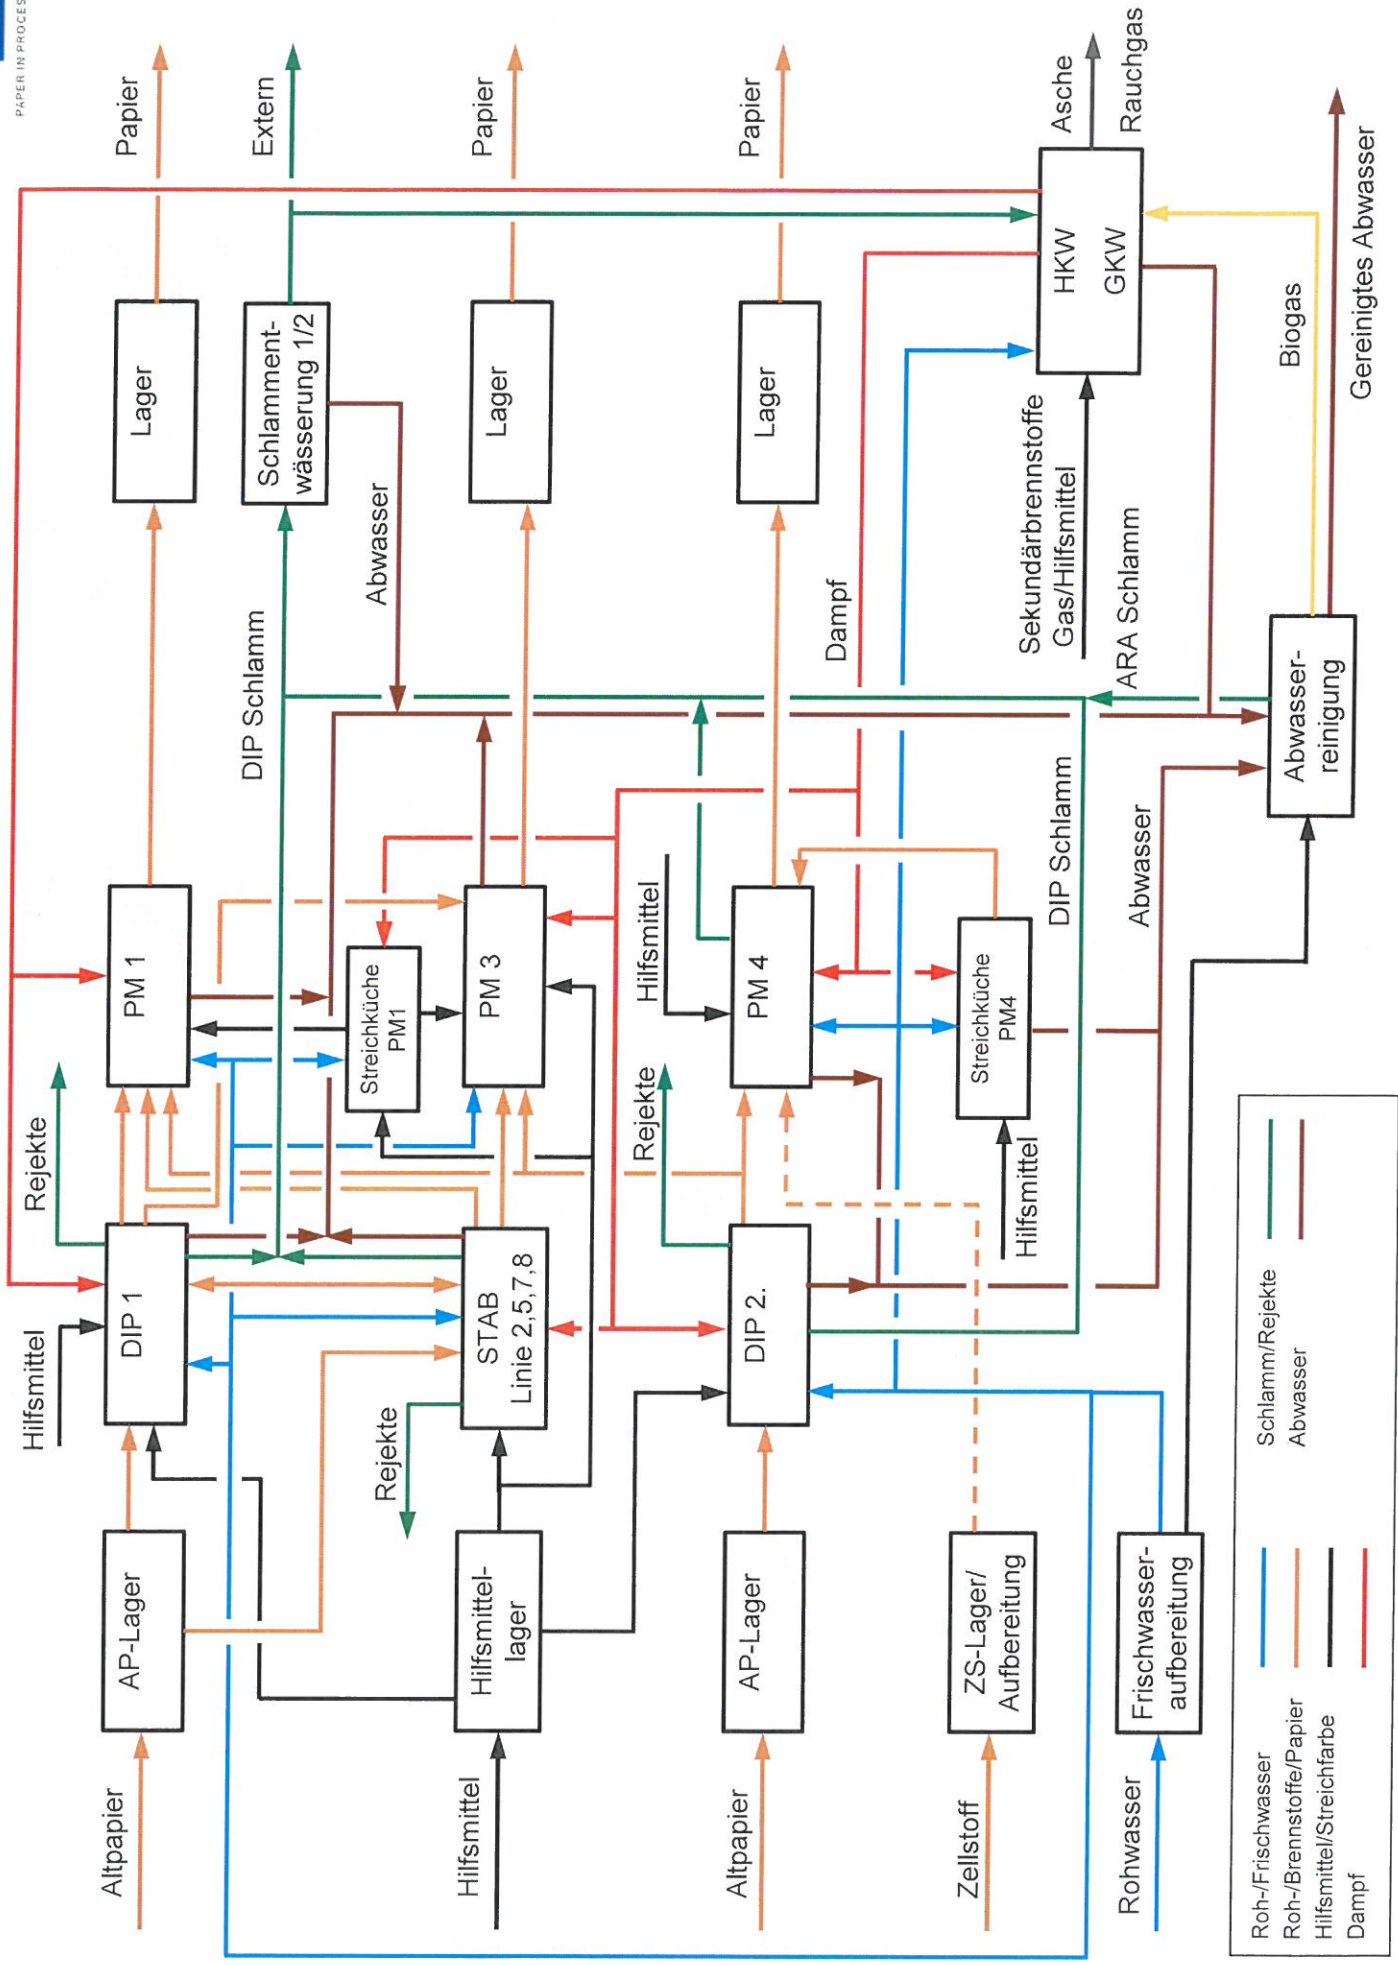 PAPER IN PROCES
Altpapier
AP-Lager
Hilfsmittel
DIP 1
Rejekte
PM 1
Lager
Papier
DIP Schlamm
Schlamment-
wässerung 1/2
Extern
Abwasser
Streichküche
PM1
Hilfsmittel
Hilfsmittel-
lager
Rejekte
STAB
Linie 2,5,7,8
PM 3
Lager
Papier
Altpapier
AP-Lager
DIP 2.
Rejekte
Hilfsmittel
PM 4
Lager
Papier
Dampf
Zellstoff
ZS-Lager/
Aufbereitung
Hilfsmittel
Streichküche
PM4
DIP Schlamm
Sekundärbrennstoffe
Gas/Hilfsmittel
HKW
GKW
Asche
Rauchgas
Rohwasser
Frischwasser-
aufbereitung
Abwasser
ARA Schlamm
Abwasser-
reinigung
Biogas
Gereinigtes Abwasser
Roh-/Frischwasser
Roh-/Brennstoffe/Papier
Hilfsmittel/Streichfarbe
Dampf
Schlamm/Rejekte
Abwasser